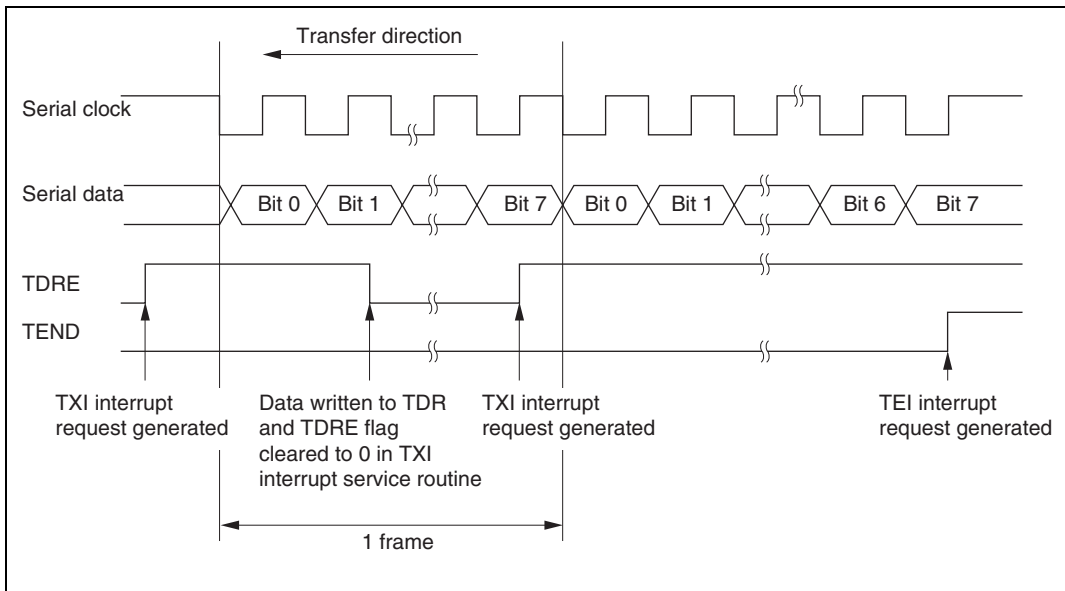 Transfer direction
Serial clock
Serial data
Bit 0
Bit 1
Bit 7
Bit 0
Bit 1
Bit 6
Bit 7
TDRE
TEND
TXI interrupt
request generated
Data written to TDR
and TDRE flag
cleared to 0 in TXI
interrupt service routine
TXI interrupt
request generated
TEI interrupt
request generated
1 frame